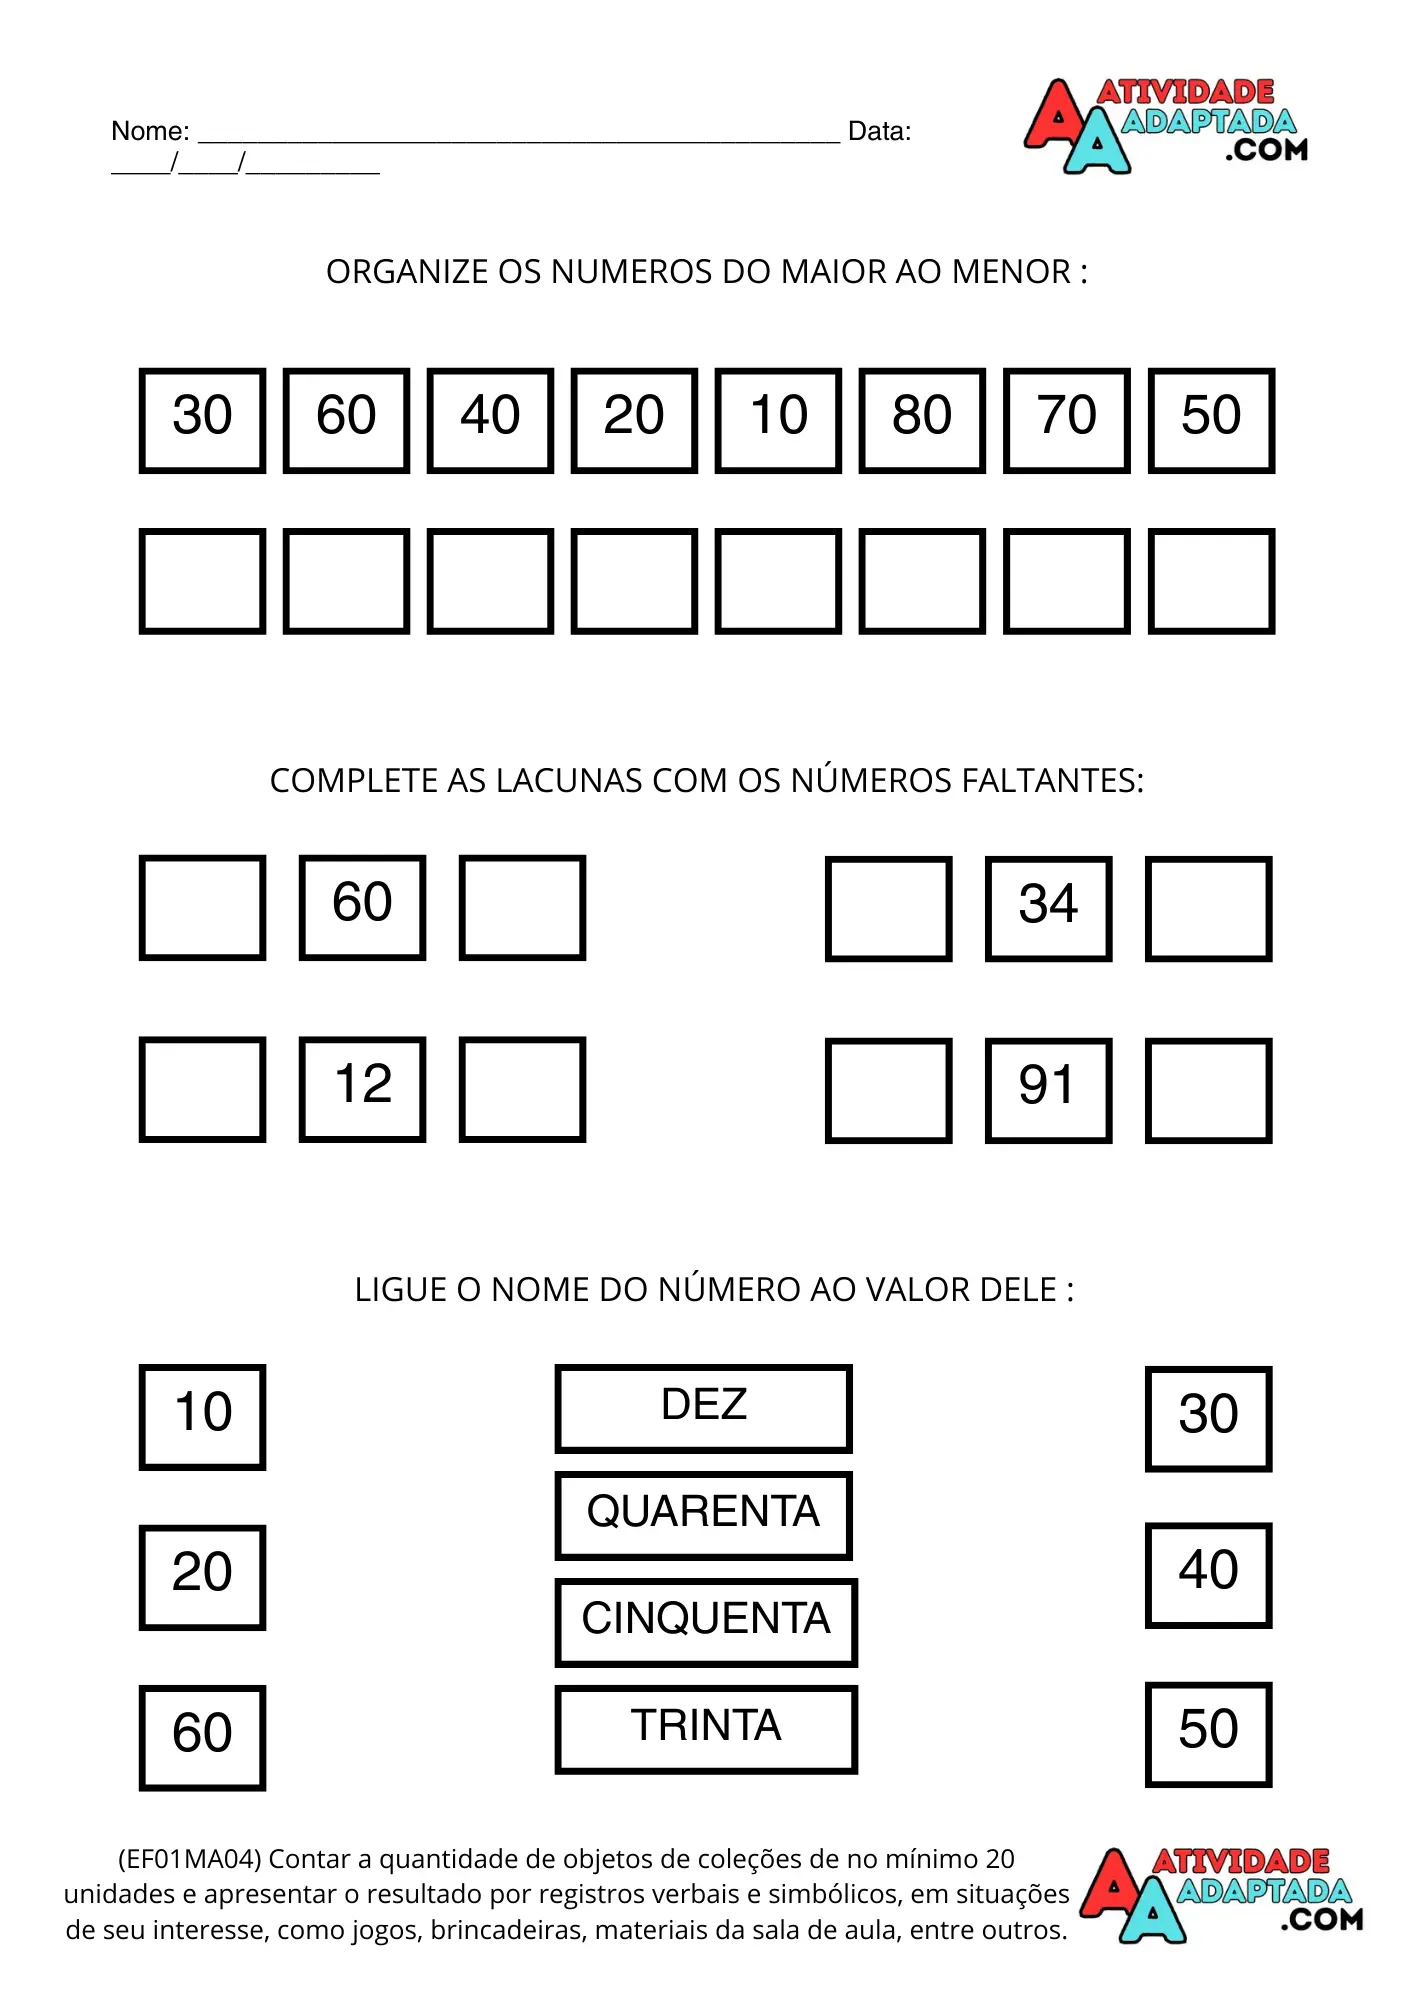 Nome: ___________________________________________ Data:
____/____/_________
ATIVIDADE
ADAPTADA
.COM
ORGANIZE OS NUMEROS DO MAIOR AO MENOR :
30 60 40 20 10 80 70 50
COMPLETE AS LACUNAS COM OS NÚMEROS FALTANTES:
60 34
12 91
LIGUE O NOME DO NÚMERO AO VALOR DELE :
10 DEZ 30
QUARENTA
20 40
CINQUENTA
60 TRINTA 50
(EF01MA04) Contar a quantidade de objetos de coleções de no mínimo 20
unidades e apresentar o resultado por registros verbais e simbólicos, em situações
de seu interesse, como jogos, brincadeiras, materiais da sala de aula, entre outros.
ATIVIDADE
ADAPTADA
.COM